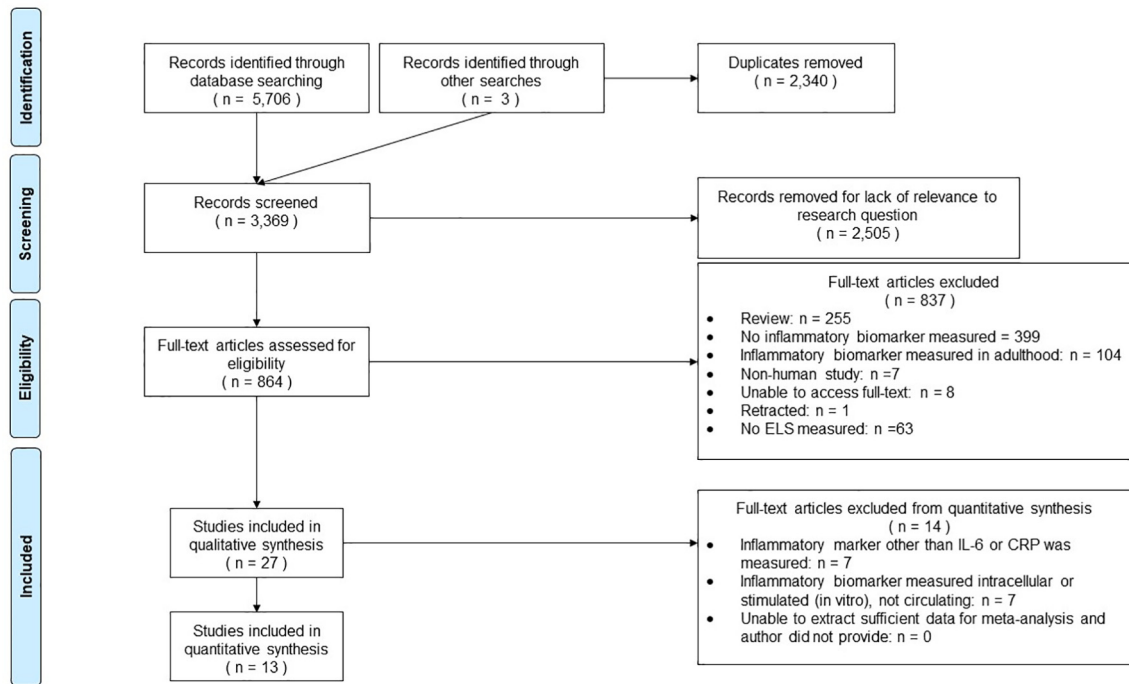 Identification
Records identified through
database searching
( n = 5,706 )
Records identified through
other searches
( n = 3 )
Duplicates removed
( n = 2,340 )
Screening
Records screened
( n = 3,369 )
Records removed for lack of relevance to
research question
( n = 2,505 )
Eligibility
Full-text articles assessed for
eligibility
( n = 864 )
Full-text articles excluded
( n = 837 )
• Review: n = 255
• No inflammatory biomarker measured = 399
• Inflammatory biomarker measured in adulthood: n = 104
• Non-human study: n =7
• Unable to access full-text: n = 8
• Retracted: n = 1
• No ELS measured: n =63
Included
Studies included in
qualitative synthesis
( n = 27 )
Full-text articles excluded from quantitative synthesis
( n = 14 )
• Inflammatory marker other than IL-6 or CRP was
measured: n = 7
• Inflammatory biomarker measured intracellular or
stimulated (in vitro), not circulating: n = 7
• Unable to extract sufficient data for meta-analysis and
author did not provide: n = 0
Studies included in
quantitative synthesis
( n = 13 )